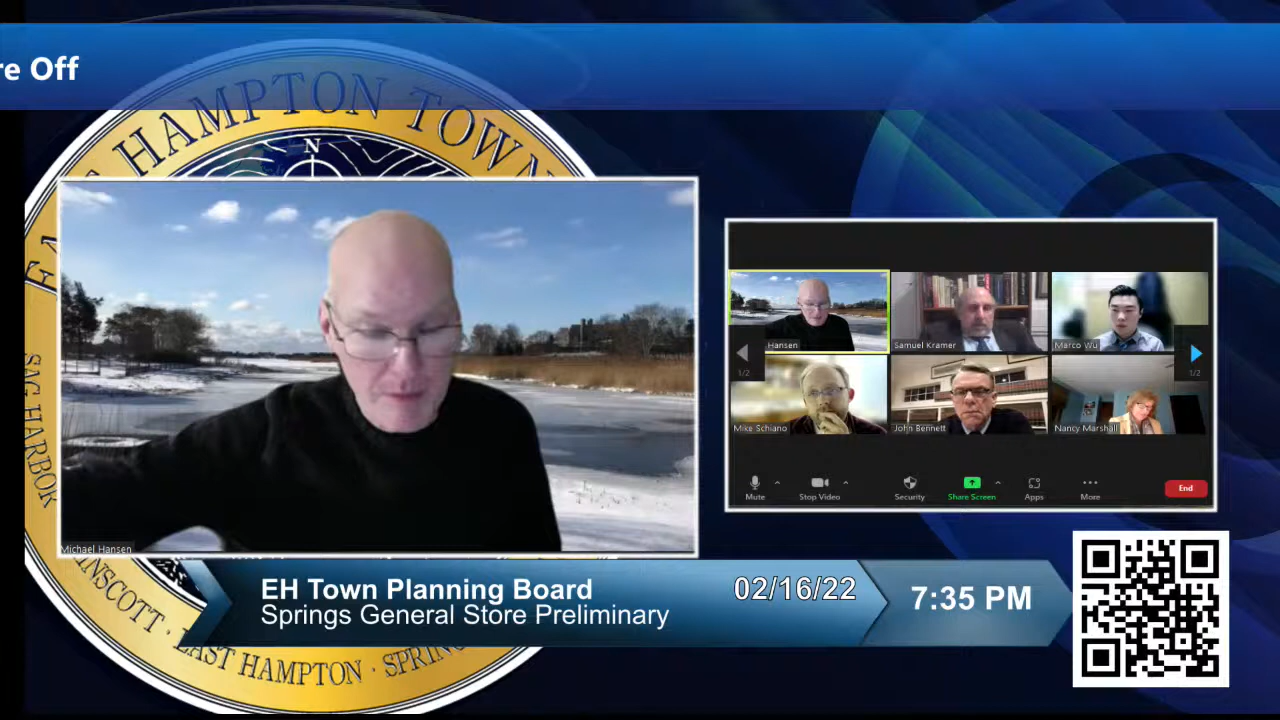 re Off
HAMPTON TOWN
N
SAG HARBOR
Michael Hansen
Hansen
Samuel Kramer
Marco Wu
1/2
1/2
Mike Schiano
John Bennett
Nancy Marshall
Mute
Stop Video
Security
Share Screen
Apps
More
End
EH Town Planning Board
Springs General Store Preliminary
02/16/22
7:35 PM
EAST HAMPTON ·